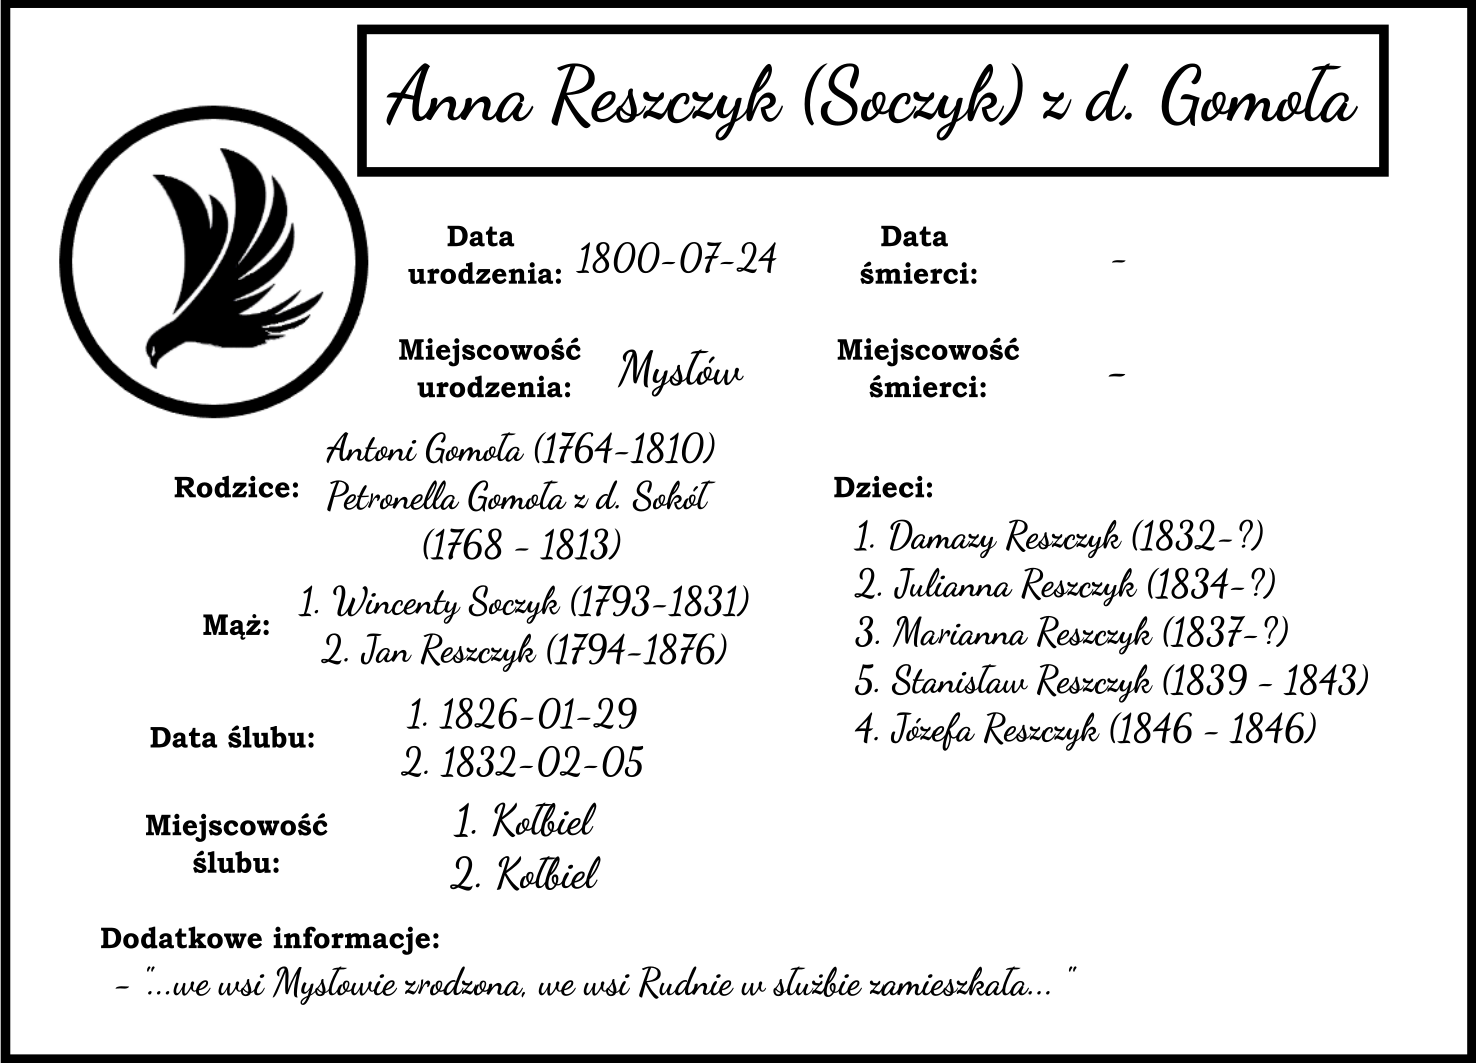 Anna Reszczyk (Soczyk) z d. Gomoła
Data
urodzenia:
1800-07-24
Data
śmierci:
-
Miejscowość
urodzenia:
Mysłów
Miejscowość
śmierci:
-
Rodzice:
Antoni Gomoła (1764-1810)
Petronella Gomoła z d. Sokół
(1768 - 1813)
Mąż:
1. Wincenty Soczyk (1793-1831)
2. Jan Reszczyk (1794-1876)
Data ślubu:
1. 1826-01-29
2. 1832-02-05
Miejscowość
ślubu:
1. Kołbiel
2. Kołbiel
Dzieci:
1. Damazy Reszczyk (1832-?)
2. Julianna Reszczyk (1834-?)
3. Marianna Reszczyk (1837-?)
5. Stanisław Reszczyk (1839 - 1843)
4. Józefa Reszczyk (1846 - 1846)
Dodatkowe informacje:
- "...we wsi Mysłowie zrodzona, we wsi Rudnie w służbie zamieszkała... "